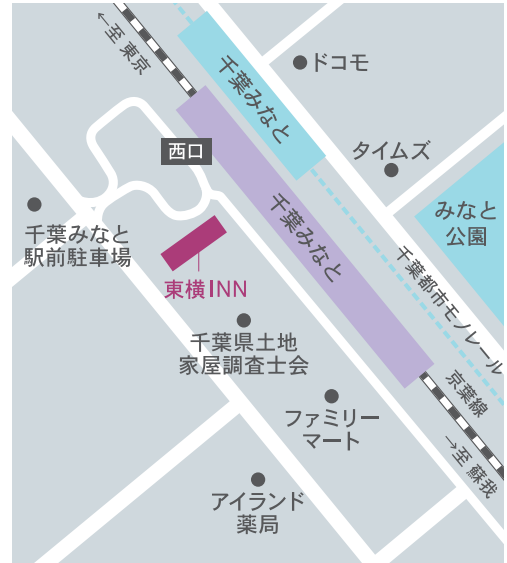 ←至 東京
千葉みなと
ドコモ
西口
タイムズ
千葉みなと
みなと
公園
千葉みなと
駅前駐車場
東横INN
千葉都市モノレール
千葉県土地
家屋調査士会
京葉線
ファミリー
マート
→至 蘇我
アイランド
薬局